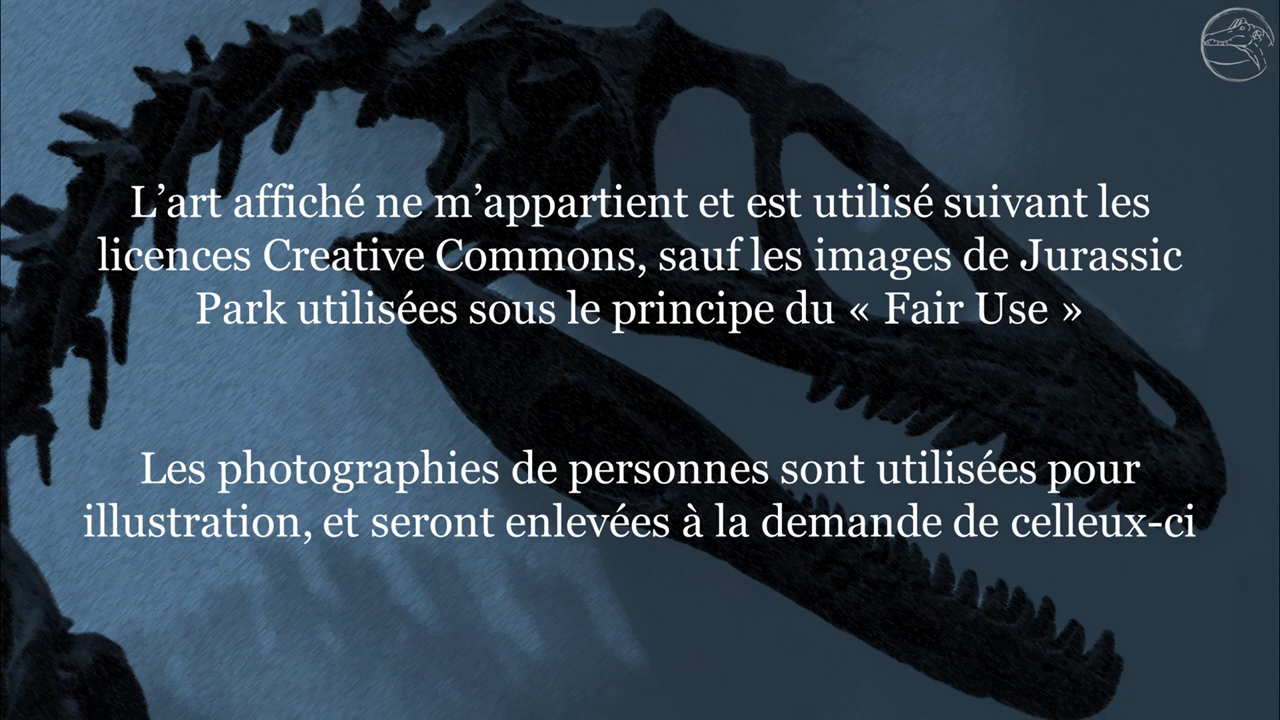 L’art affiché ne m’appartient et est utilisé suivant les
licences Creative Commons, sauf les images de Jurassic
Park utilisées sous le principe du « Fair Use »
Les photographies de personnes sont utilisées pour
illustration, et seront enlevées à la demande de celleux-ci